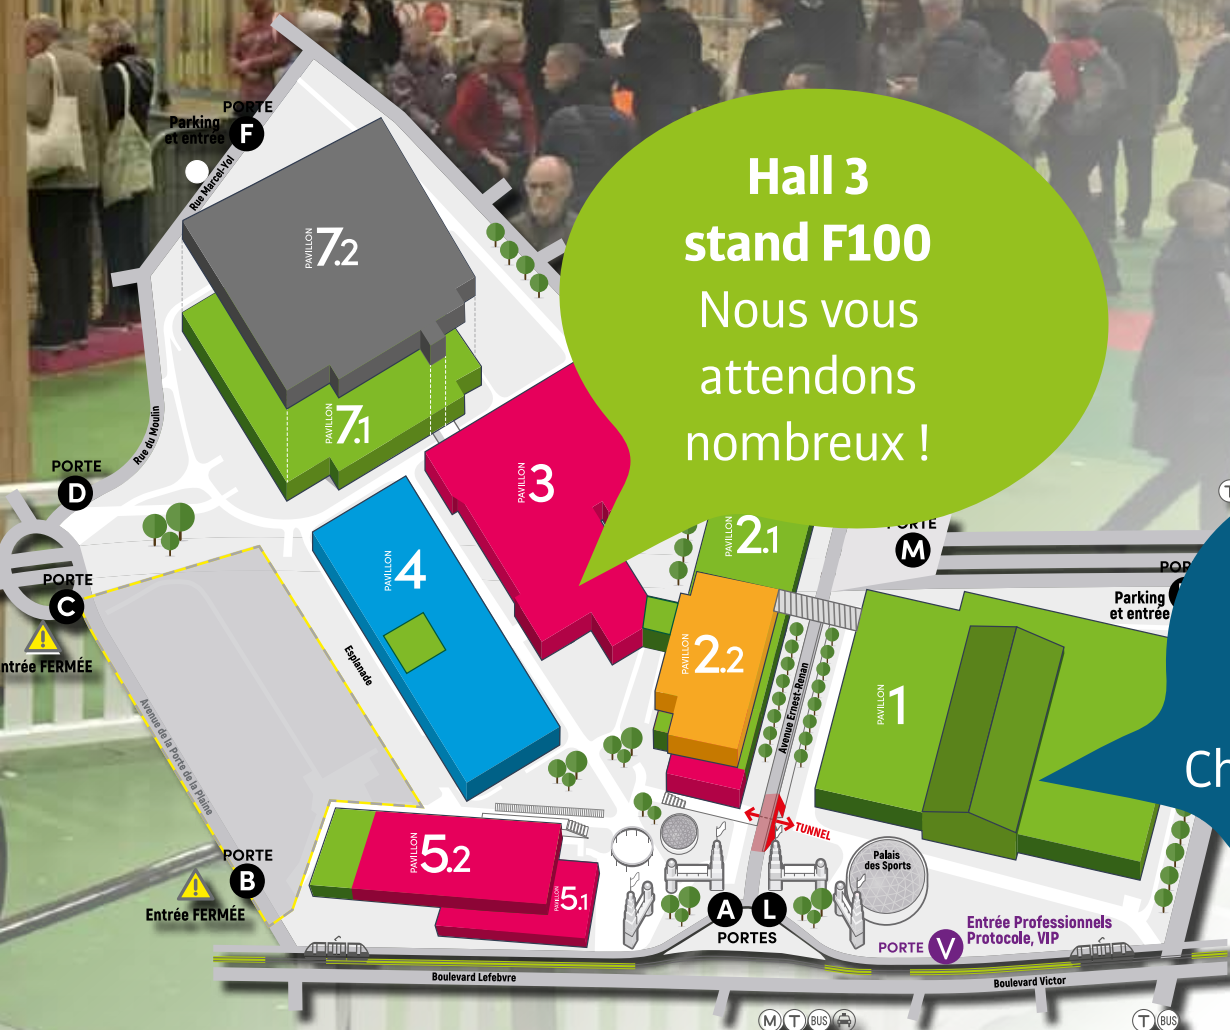 PORTE
F
Parking
et entrée
Rue Marcel-Yol
Hall 3
stand F100
Nous vous
attendons
nombreux !
PAVILLON 7.2
PAVILLON 7.1
Rue du Moulin
PORTE
D
PAVILLON 3
PAVILLON 2.1
M
PAVILLON 4
PORTE
C
Entrée FERMÉE
Parking
et entrée
PAVILLON 2.2
PAVILLON 1
Esplanade
Avenue Ernest-Renan
Avenue de la Porte de la Plaine
Ch
TUNNEL
PAVILLON 5.2
PAVILLON 5.1
Palais
des Sports
PORTE
B
Entrée FERMÉE
A L
PORTES
PORTE V
Entrée Professionnels
Protocole, VIP
Boulevard Lefebvre
Boulevard Victor
M T BUS
T BUS